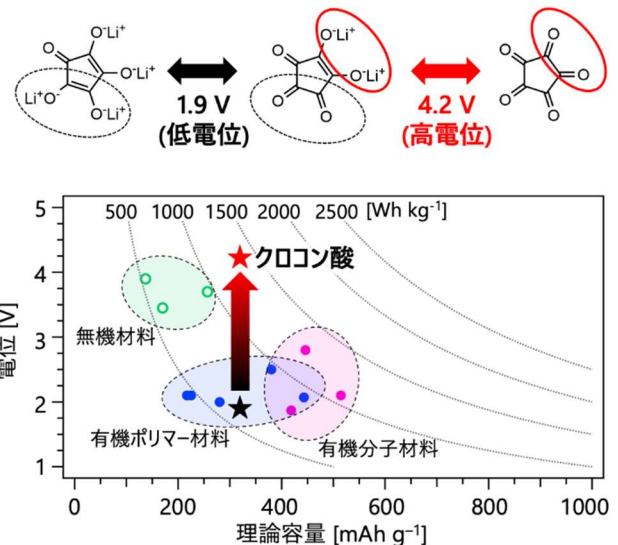 O⁻Li⁺
O
O⁻Li⁺
Li⁺O⁻
O⁻Li⁺
O⁻Li⁺
O
O⁻Li⁺
O
O
O
O
O
O
O
1.9 V
(低電位)
4.2 V
(高電位)
500 1000 1500 2000 2500 [Wh kg⁻¹]
クロコン酸
無機材料
有機ポリマー材料
有機分子材料
電位 [V]
5
4
3
2
1
0 200 400 600 800 1000
理論容量 [mAh g⁻¹]